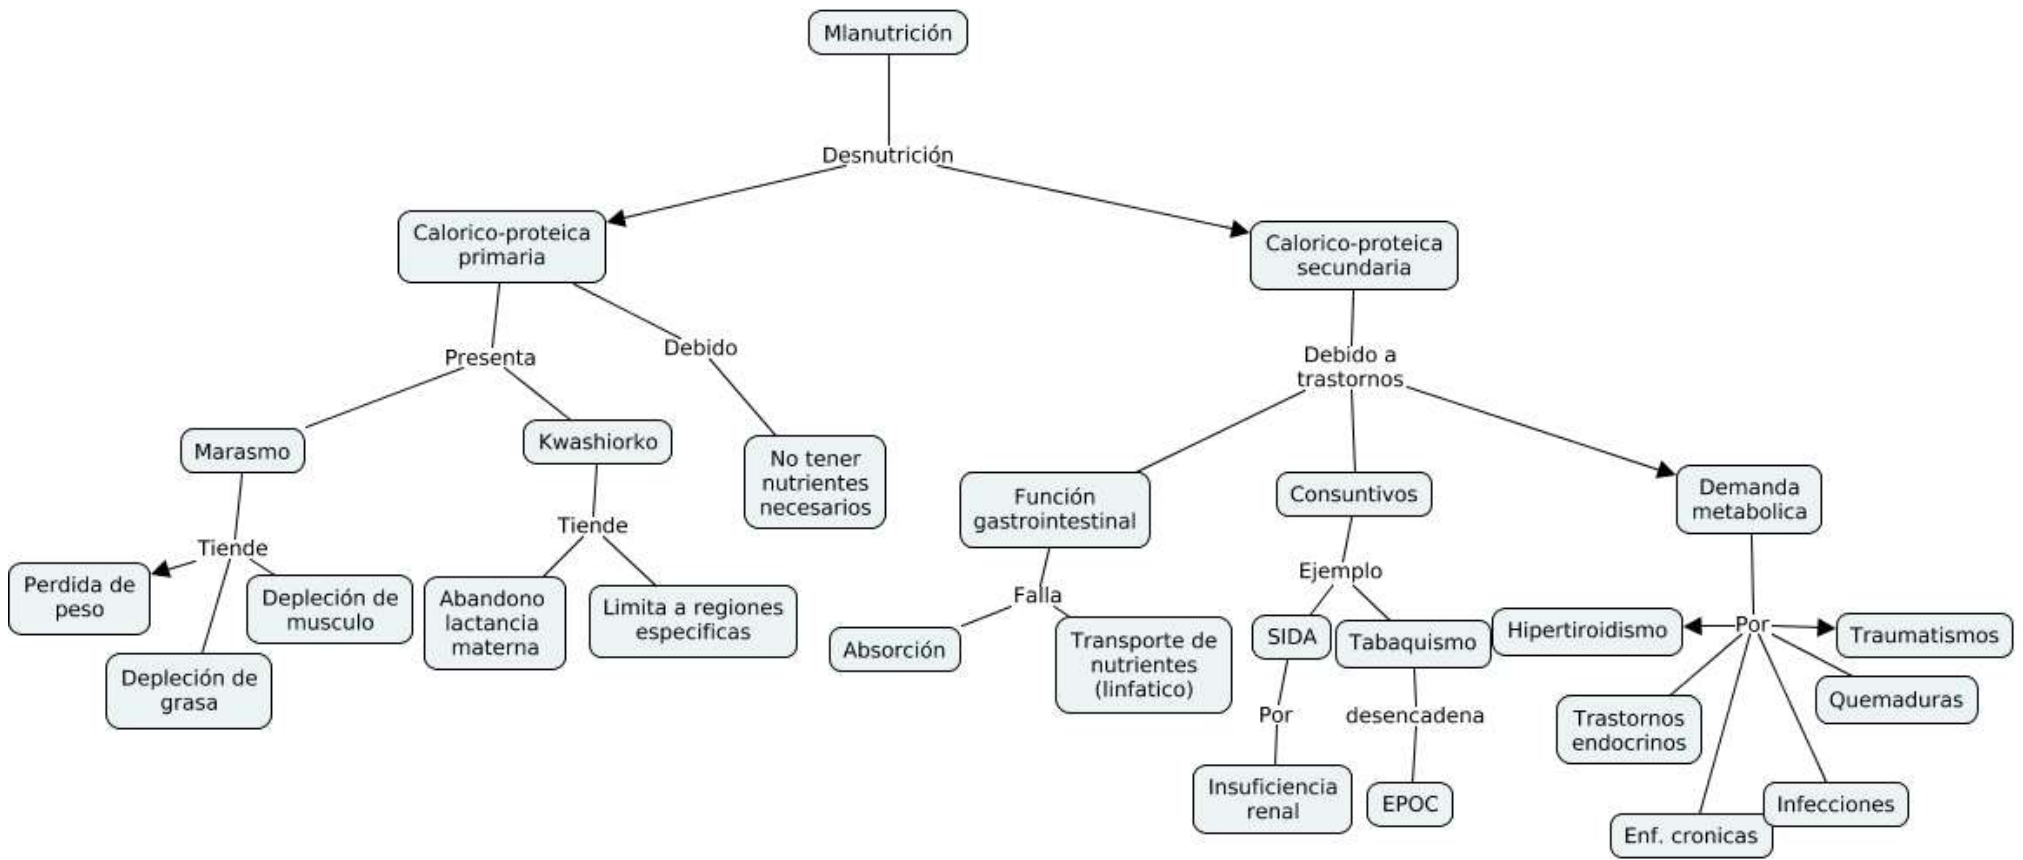 Mlanutrición
Desnutrición
Calorico-proteica
primaria
Calorico-proteica
secundaria
Presenta
Debido
Debido a
trastornos
Marasmo
Kwashiorko
No tener
nutrientes
necesarios
Función
gastrointestinal
Consuntivos
Demanda
metabolica
Tiende
Tiende
Perdida de
peso
Depleción de
musculo
Depleción de
grasa
Abandono
lactancia
materna
Limita a regiones
especificas
Falla
Absorción
Transporte de
nutrientes
(linfatico)
Ejemplo
SIDA
Tabaquismo
Por
desencadena
Insuficiencia
renal
EPOC
Hipertiroidismo
Por
Traumatismos
Trastornos
endocrinos
Quemaduras
Enf. cronicas
Infecciones